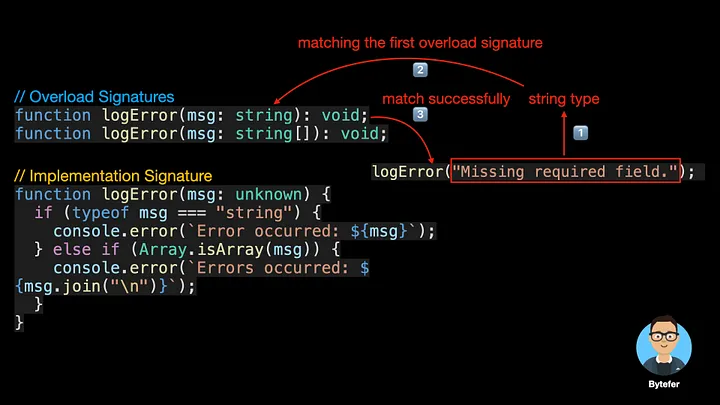 matching the first overload signature
2
// Overload Signatures
match successfully
string type
function logError(msg: string): void;
3
function logError(msg: string[]): void;
1
// Implementation Signature
logError("Missing required field.");
function logError(msg: unknown) {
if (typeof msg === "string") {
console.error(`Error occurred: ${msg}`);
} else if (Array.isArray(msg)) {
console.error(`Errors occurred: $
{msg.join("\n")}`);
}
}
Bytefer